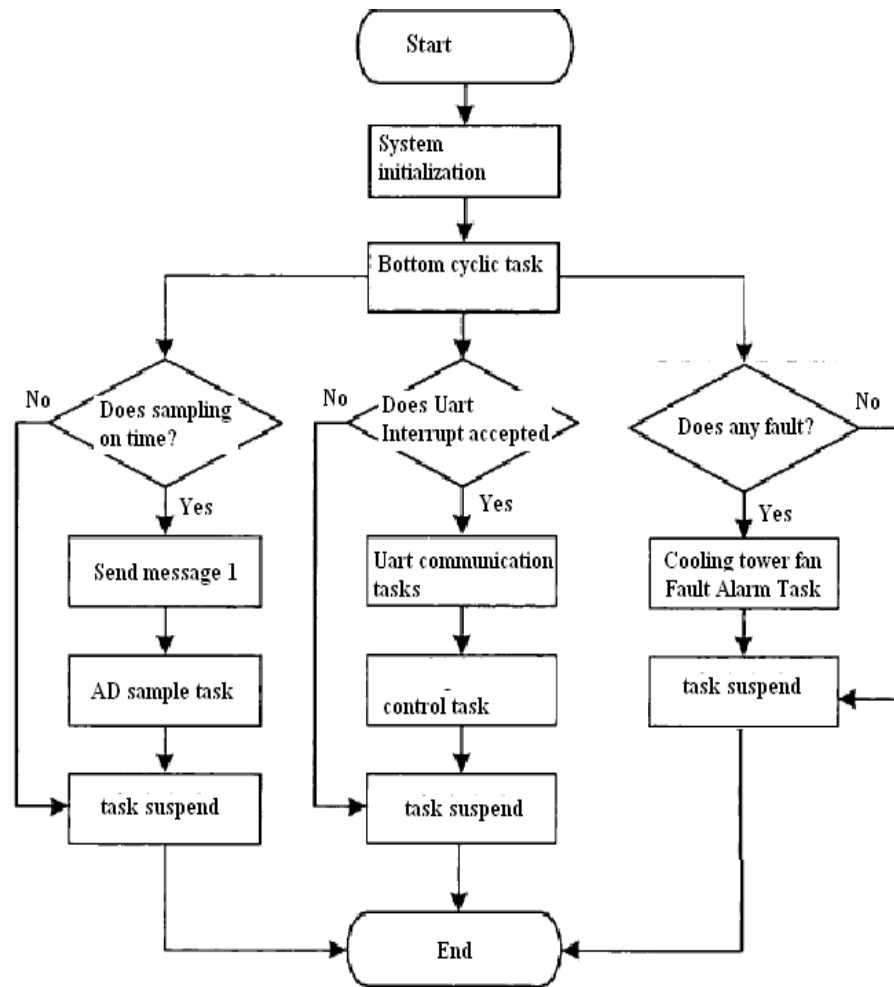 Start
System
initialization
Bottom cyclic task
No
Does sampling
on time?
Yes
Send message 1
AD sample task
task suspend
No
Does Uart
Interrupt accepted
Yes
Uart communication
tasks
control task
task suspend
No
Does any fault?
Yes
Cooling tower fan
Fault Alarm Task
task suspend
End